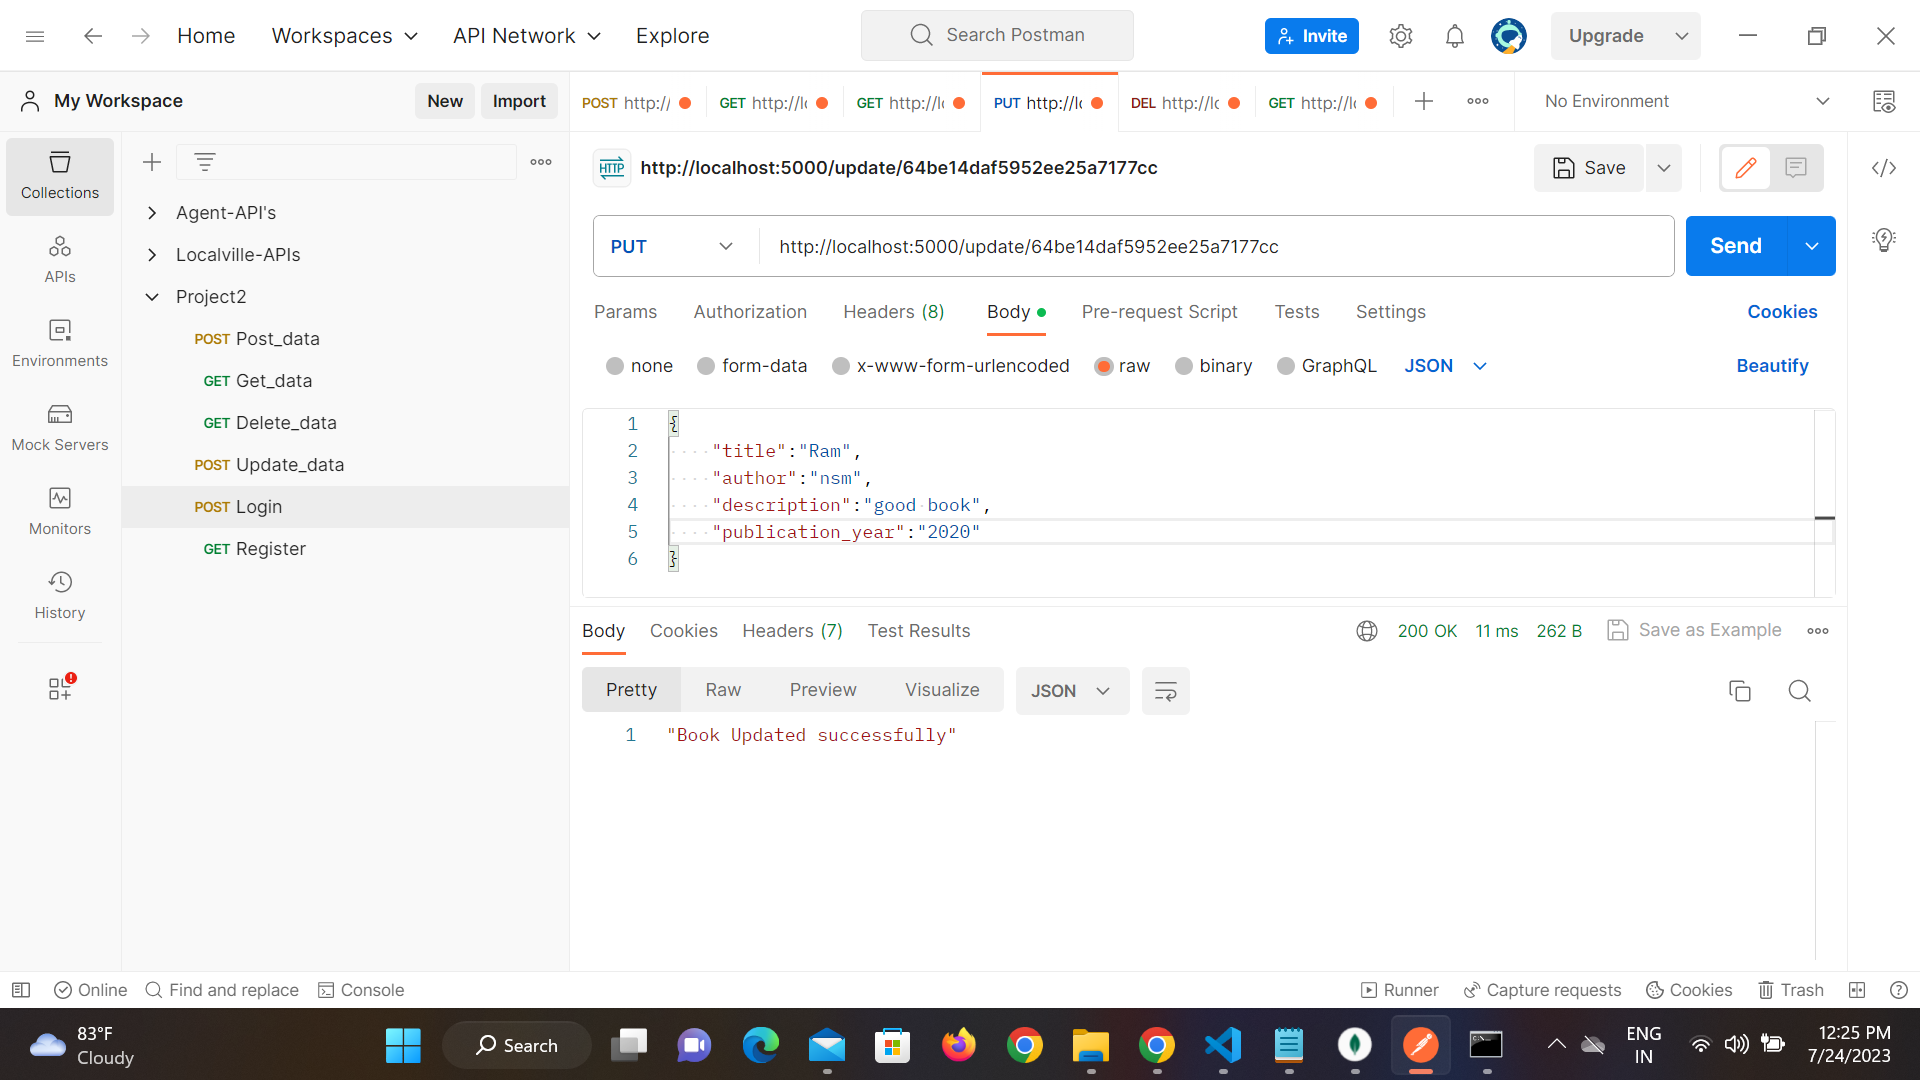 Home Workspaces API Network Explore Search Postman Invite Upgrade
My Workspace New Import POST http:// GET http://l GET http://l PUT http://l DEL http://l GET http://l No Environment
Collections
APIs
Environments
Mock Servers
Monitors
History
Agent-API's
Localville-APIs
Project2
POST Post_data
GET Get_data
GET Delete_data
POST Update_data
POST Login
GET Register
HTTP http://localhost:5000/update/64be14daf5952ee25a7177cc Save
PUT http://localhost:5000/update/64be14daf5952ee25a7177cc Send
Params Authorization Headers (8) Body Pre-request Script Tests Settings Cookies
none form-data x-www-form-urlencoded raw binary GraphQL JSON Beautify
1 {
2 "title":"Ram",
3 "author":"nsm",
4 "description":"good book",
5 "publication_year":"2020"
6 }
Body Cookies Headers (7) Test Results 200 OK 11 ms 262 B Save as Example
Pretty Raw Preview Visualize JSON
1 "Book Updated successfully"
Online Find and replace Console Runner Capture requests Cookies Trash
83°F
Cloudy
Search
ENG
IN
12:25 PM
7/24/2023